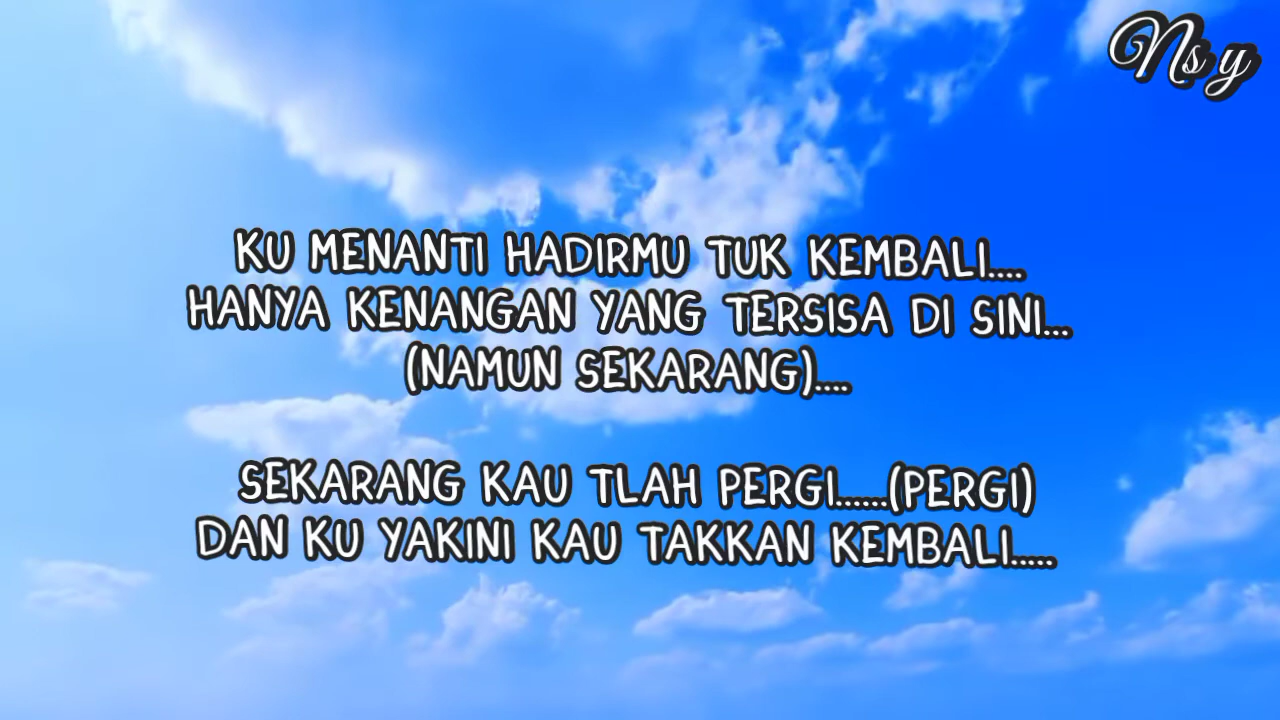 Nsy
KU MENANTI HADIRMU TUK KEMBALI....
HANYA KENANGAN YANG TERSISA DI SINI...
(NAMUN SEKARANG)....
SEKARANG KAU TLAH PERGI......(PERGI)
DAN KU YAKINI KAU TAKKAN KEMBALI.....